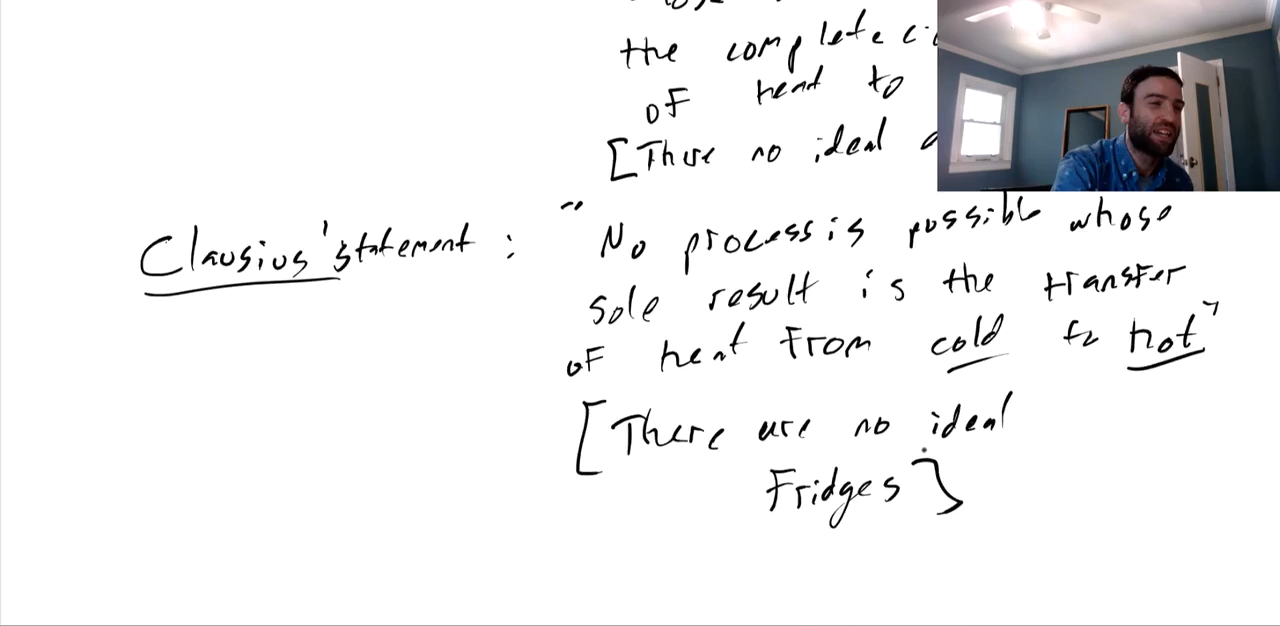 the complete
of heat to
[There no ideal
Clausius' statement : "No process is possible whose
sole result is the transfer
of heat from cold to hot"
[There are no ideal
Fridges]